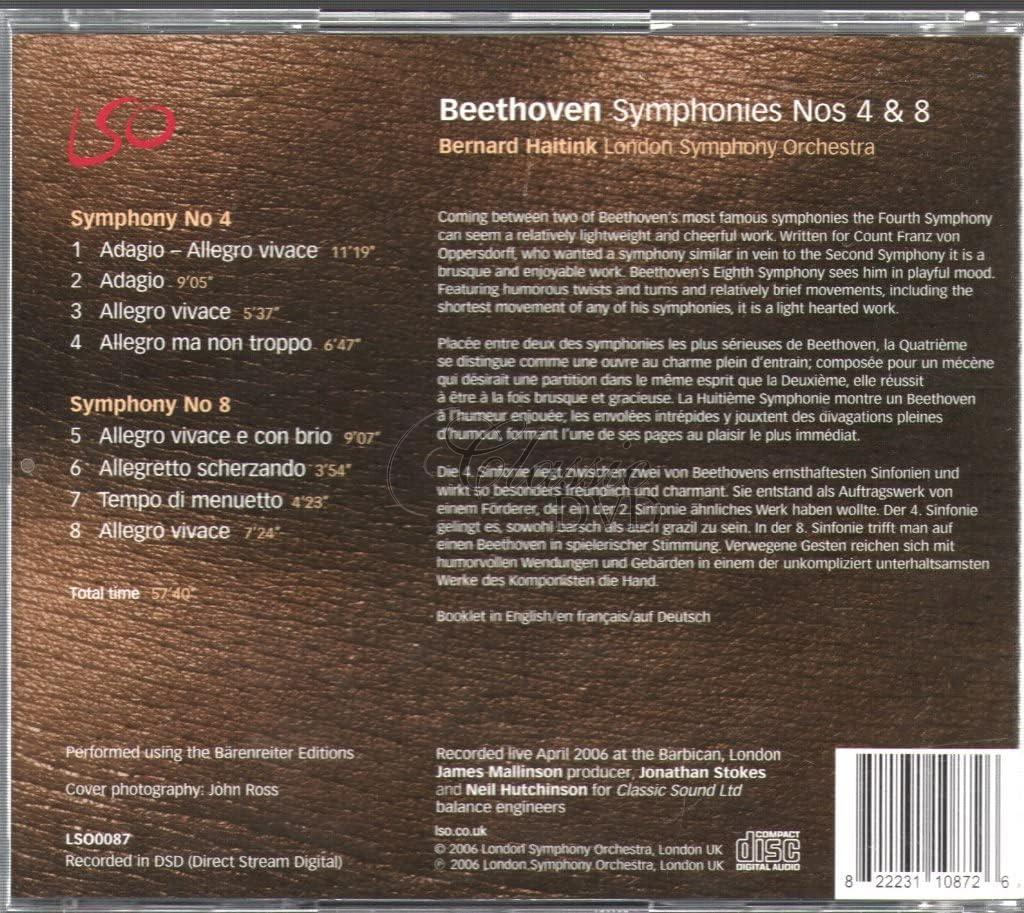 LSO
Beethoven Symphonies Nos 4 & 8
Bernard Haitink London Symphony Orchestra
Symphony No 4
1 Adagio – Allegro vivace 11'19"
2 Adagio 9'05"
3 Allegro vivace 5'37"
4 Allegro ma non troppo 6'47"
Symphony No 8
5 Allegro vivace e con brio 9'07"
6 Allegretto scherzando 3'54"
7 Tempo di menuetto 4'23"
8 Allegro vivace 7'24"
Total time 57'40"
Coming between two of Beethoven's most famous symphonies the Fourth Symphony
can seem a relatively lightweight and cheerful work. Written for Count Franz von
Oppersdorff, who wanted a symphony similar in vein to the Second Symphony it is a
brusque and enjoyable work. Beethoven's Eighth Symphony sees him in playful mood.
Featuring humorous twists and turns and relatively brief movements, including the
shortest movement of any of his symphonies, it is a light hearted work.
Placée entre deux des symphonies les plus sérieuses de Beethoven, la Quatrième
se distingue comme une ouvre au charme plein d'entrain; composée pour un mécène
qui désirait une partition dans le même esprit que la Deuxième, elle réussit
à être à la fois brusque et gracieuse. La Huitième Symphonie montre un Beethoven
à l'humeur enjouée; les envolées intrépides y jouxtent des divagations pleines
d'humour, formant l'une de ses pages au plaisir le plus immédiat.
Die 4. Sinfonie liegt zwischen zwei von Beethovens ernsthaftesten Sinfonien und
wirkt so besonders freundlich und charmant. Sie entstand als Auftragswerk von
einem Förderer, der ein der 2. Sinfonie ähnliches Werk haben wollte. Der 4. Sinfonie
gelingt es, sowohl barsch als auch grazil zu sein. In der 8. Sinfonie trifft man auf
einen Beethoven in spielerischer Stimmung. Verwegene Gesten reichen sich mit
humorvollen Wendungen und Gebärden in einem der unkompliziert unterhaltsamsten
Werke des Komponisten die Hand.
Booklet in English/en français/auf Deutsch
Performed using the Bärenreiter Editions
Cover photography: John Ross
LSO0087
Recorded in DSD (Direct Stream Digital)
Recorded live April 2006 at the Barbican, London
James Mallinson producer, Jonathan Stokes
and Neil Hutchinson for Classic Sound Ltd
balance engineers
lso.co.uk
© 2006 London Symphony Orchestra, London UK
℗ 2006 London Symphony Orchestra, London UK
COMPACT
disc
DIGITAL AUDIO
8 22231 10872 6
Classic
DVD